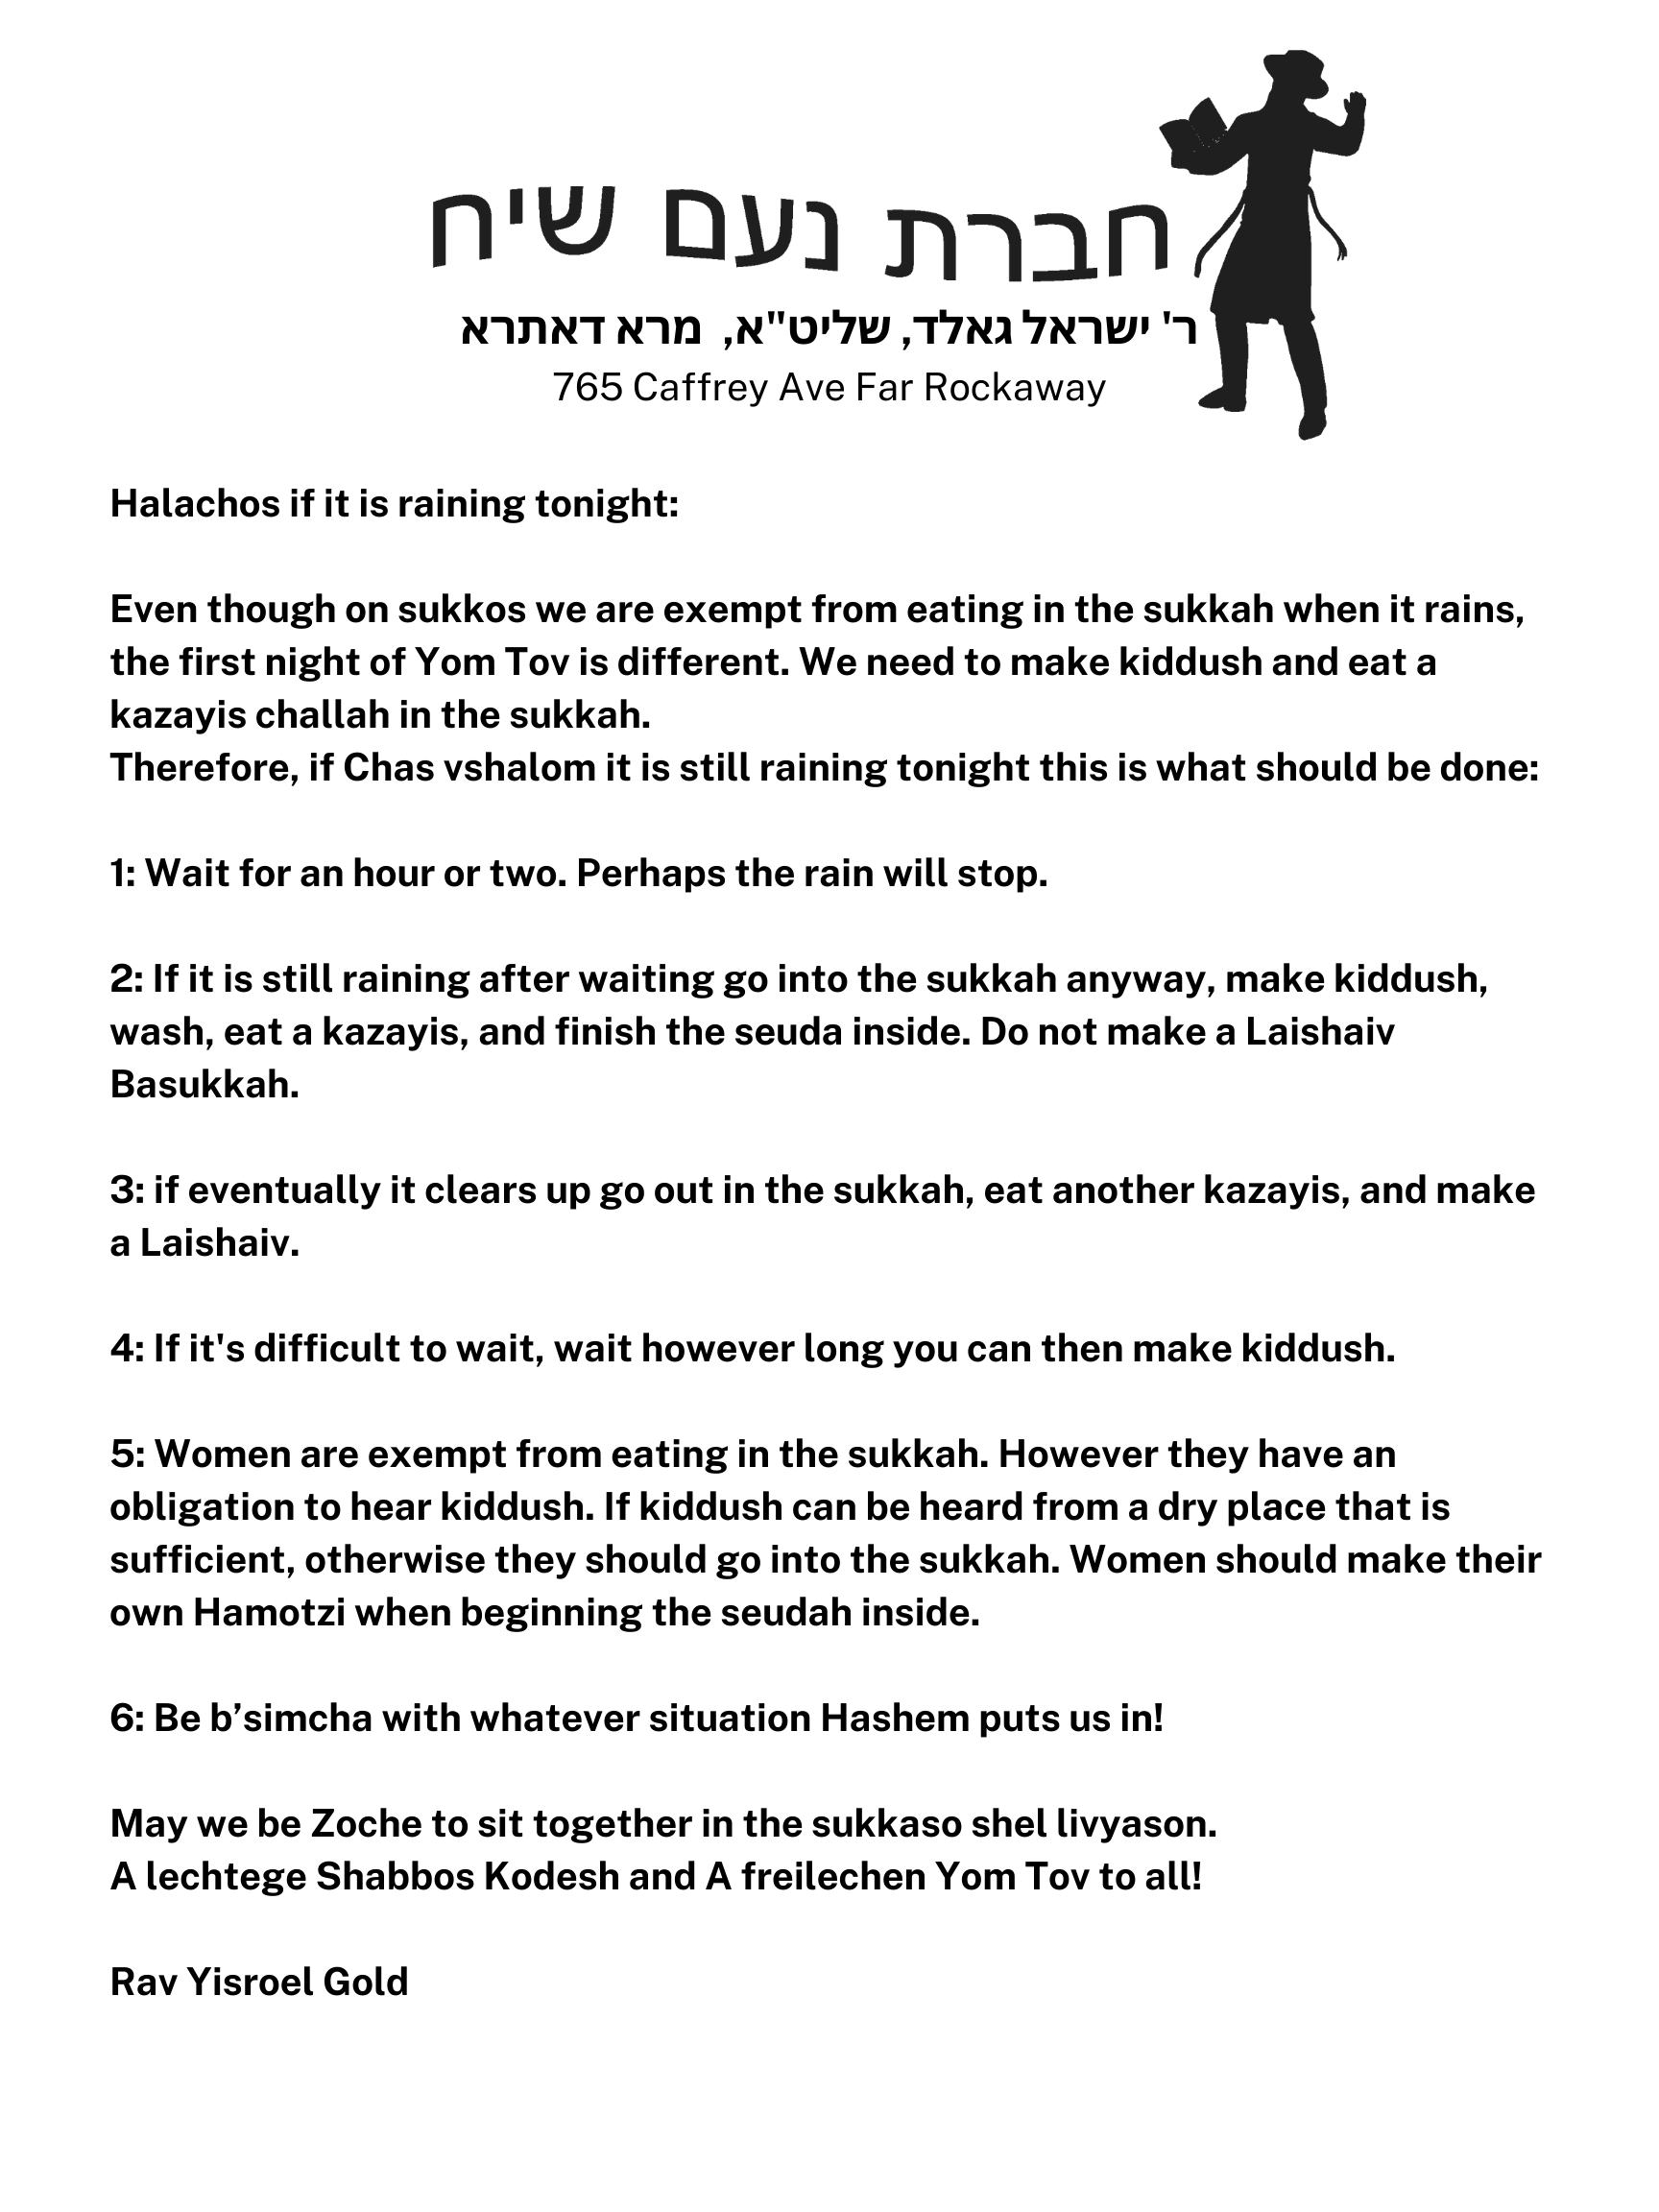 חברת נעם שיח
ר' ישראל גאלד, שליט"א, מרא דאתרא
765 Caffrey Ave Far Rockaway
Halachos if it is raining tonight:
Even though on sukkos we are exempt from eating in the sukkah when it rains,
the first night of Yom Tov is different. We need to make kiddush and eat a
kazayis challah in the sukkah.
Therefore, if Chas vshalom it is still raining tonight this is what should be done:
1: Wait for an hour or two. Perhaps the rain will stop.
2: If it is still raining after waiting go into the sukkah anyway, make kiddush,
wash, eat a kazayis, and finish the seuda inside. Do not make a Laishaiv
Basukkah.
3: if eventually it clears up go out in the sukkah, eat another kazayis, and make
a Laishaiv.
4: If it's difficult to wait, wait however long you can then make kiddush.
5: Women are exempt from eating in the sukkah. However they have an
obligation to hear kiddush. If kiddush can be heard from a dry place that is
sufficient, otherwise they should go into the sukkah. Women should make their
own Hamotzi when beginning the seudah inside.
6: Be b’simcha with whatever situation Hashem puts us in!
May we be Zoche to sit together in the sukkaso shel livyason.
A lechtege Shabbos Kodesh and A freilechen Yom Tov to all!
Rav Yisroel Gold